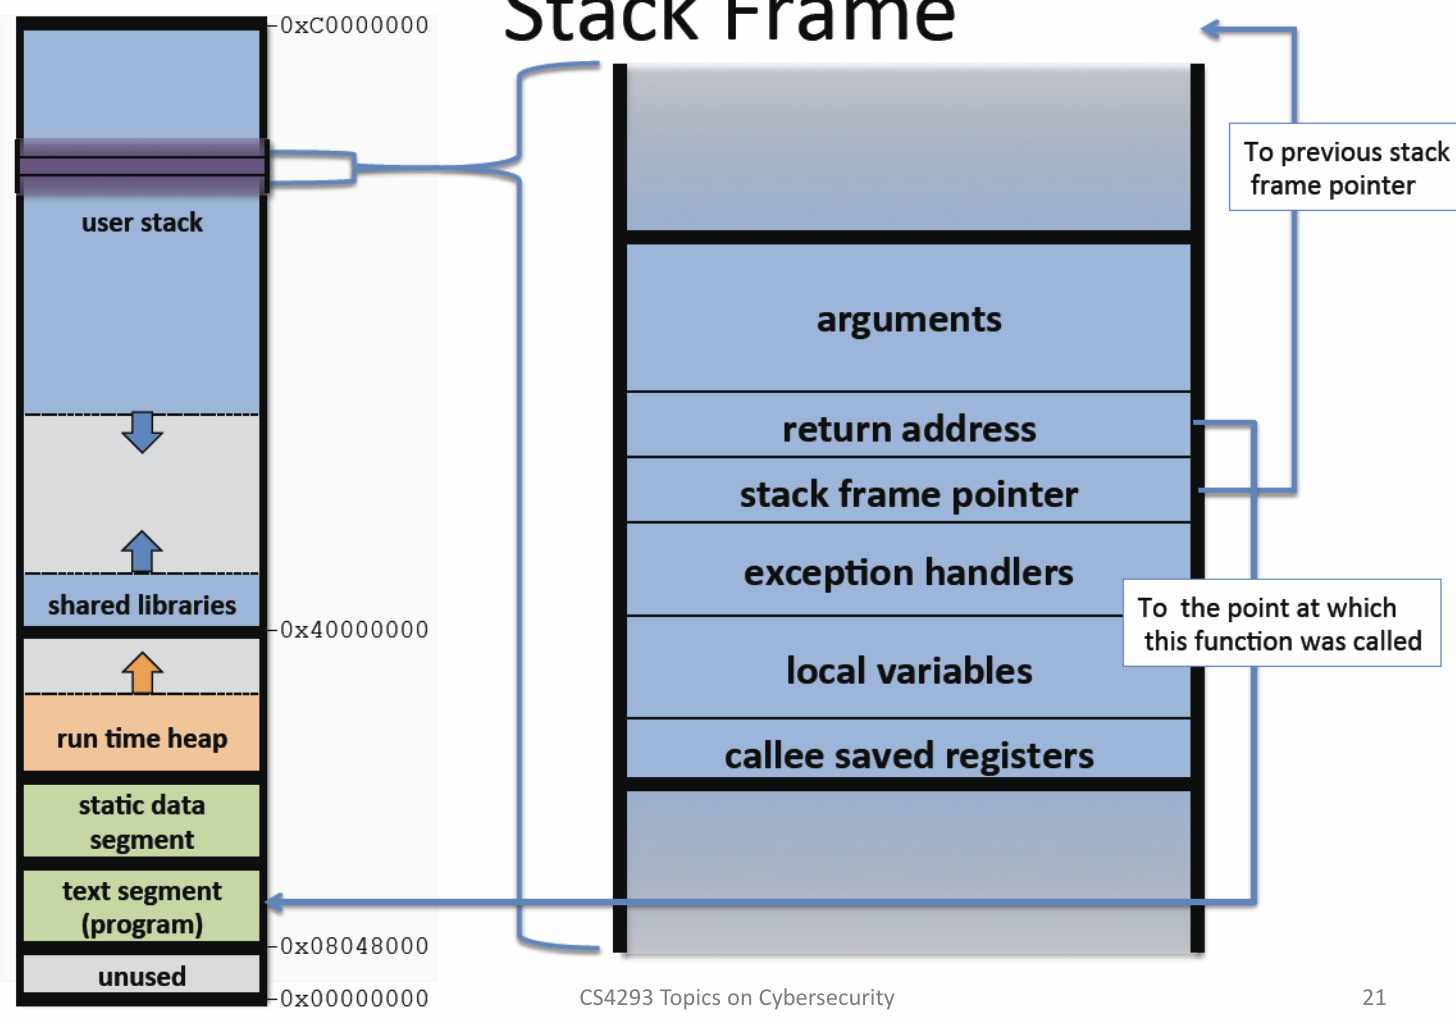 Stack Frame
0xC0000000
user stack
shared libraries
0x40000000
run time heap
static data
segment
text segment
(program)
0x08048000
unused
0x00000000
arguments
return address
stack frame pointer
exception handlers
local variables
callee saved registers
To previous stack
frame pointer
To the point at which
this function was called
CS4293 Topics on Cybersecurity
21